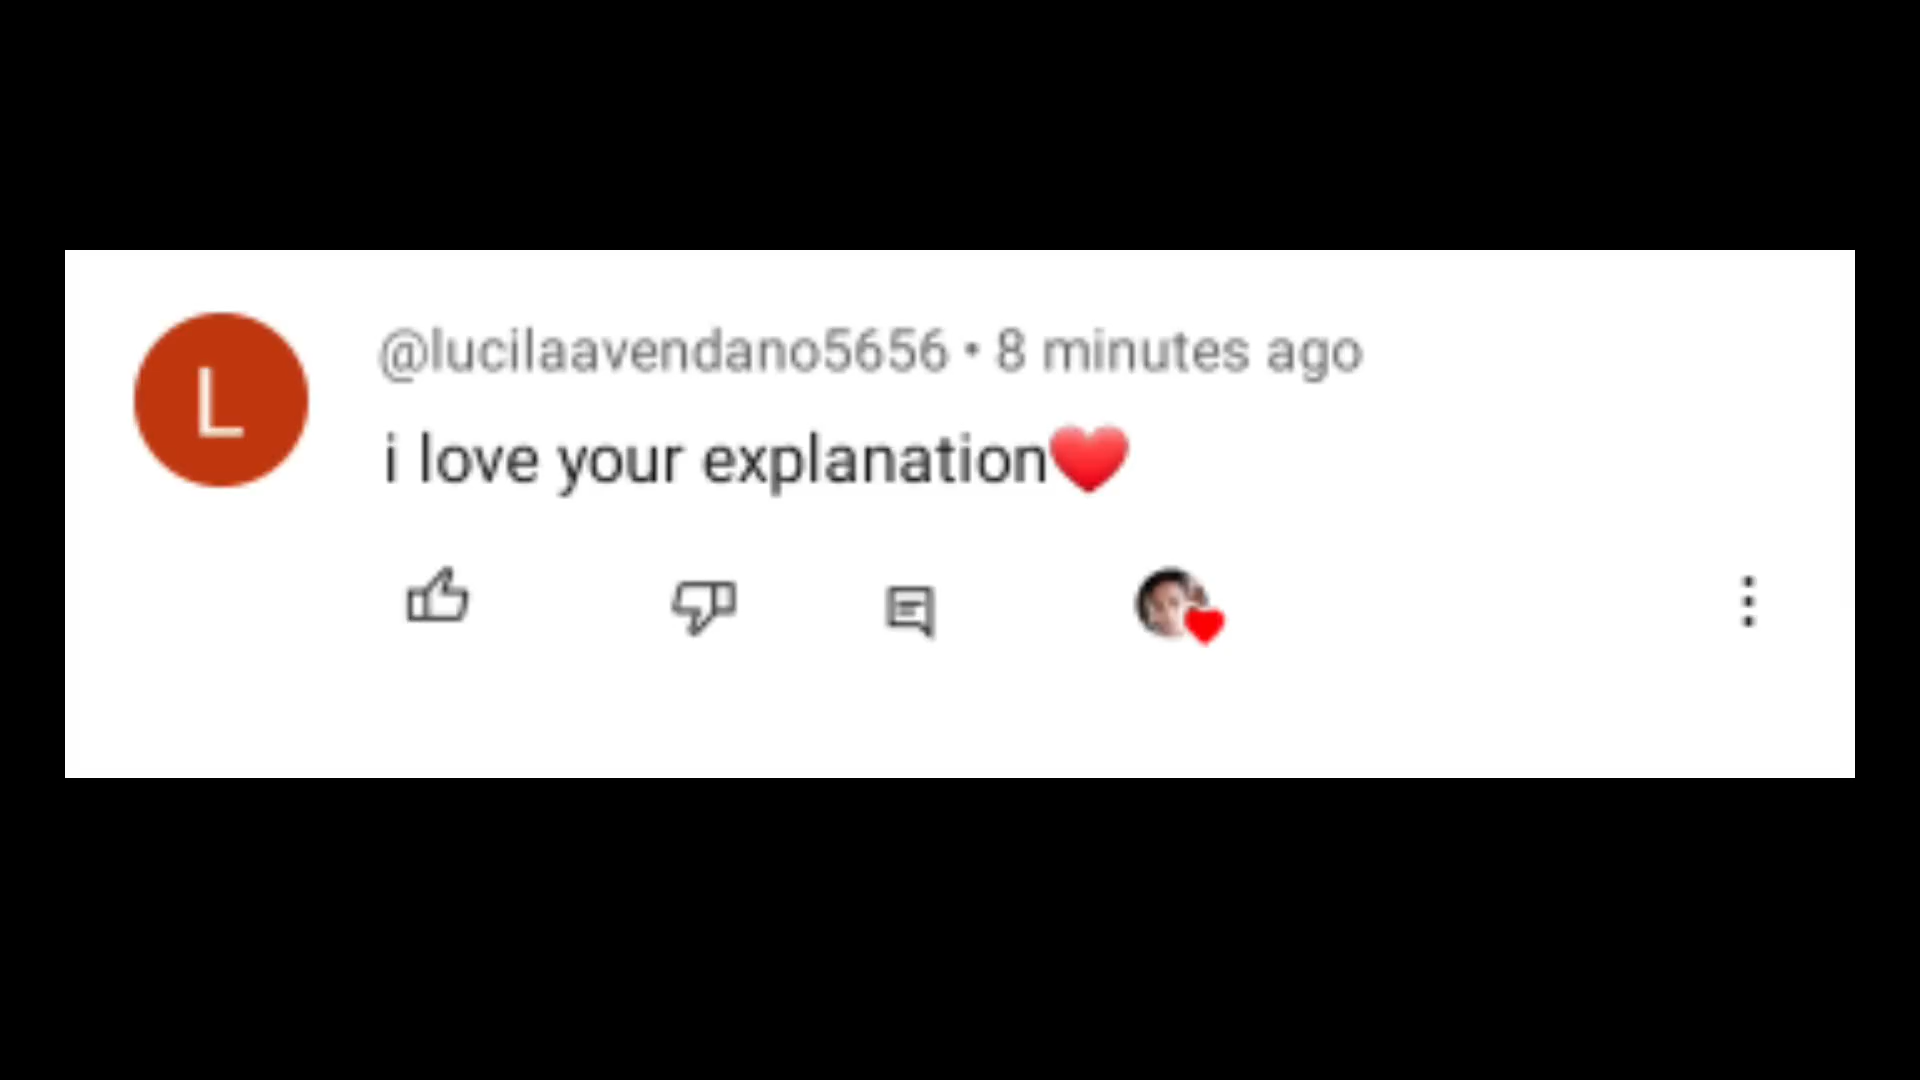 L
@lucilaavendano5656 • 8 minutes ago
i love your explanation❤️